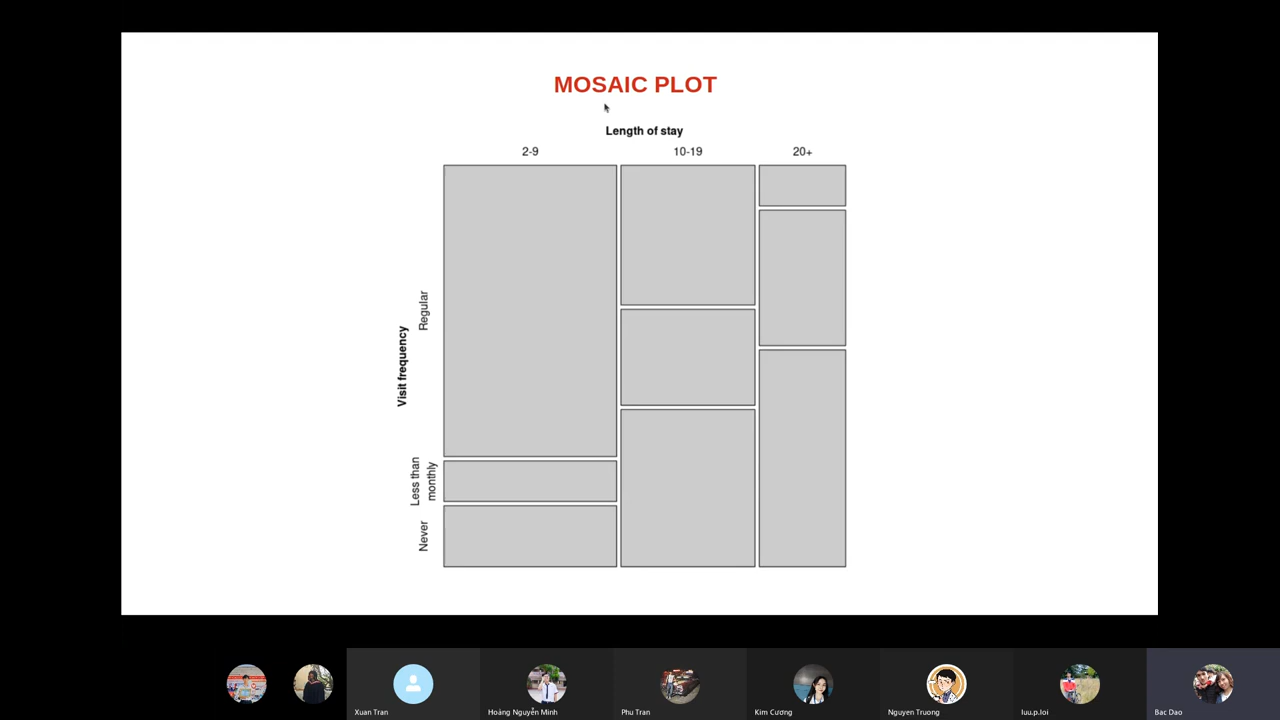 MOSAIC PLOT
Length of stay
2-9
10-19
20+
Visit frequency
Regular
Less than
monthly
Never
Xuan Tran
Hoàng Nguyễn Minh
Phu Tran
Kim Cương
Nguyen Truong
luu.p.loi
Bac Dao